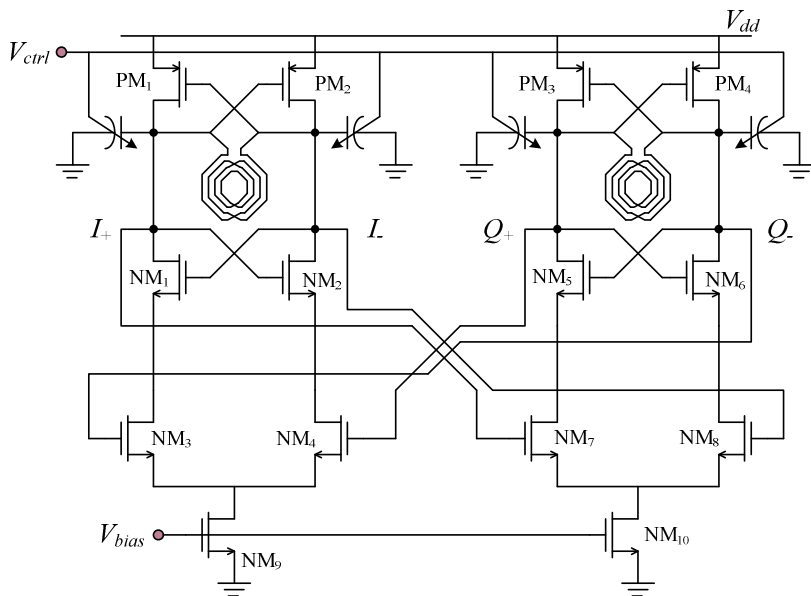 V_dd
V_ctrl
PM₁
PM₂
PM₃
PM₄
I₊
I₋
Q₊
Q₋
NM₁
NM₂
NM₅
NM₆
NM₃
NM₄
NM₇
NM₈
V_bias
NM₉
NM₁₀